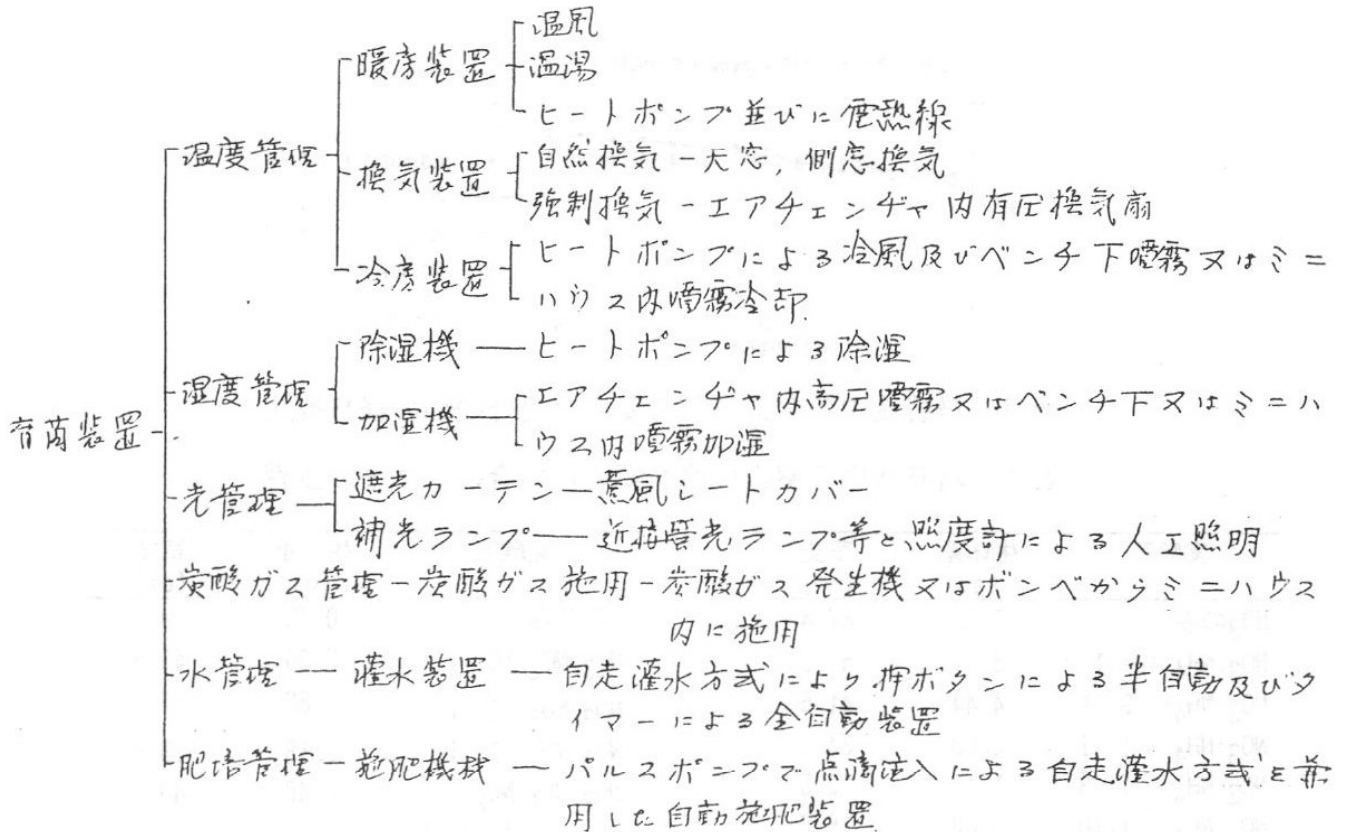 温風
暖房装置 温湯
ヒートポンプ並びに電熱線
温度管理 自然換気－天窓, 側窓換気
換気装置
強制換気－エアチェンヂャ内有圧換気扇
ヒートポンプによる冷風及びベンチ下噴霧又はミニ
冷房装置
ハウス内噴霧冷却.
除湿機 ― ヒートポンプによる除湿
湿度管理
エアチェンヂャ内高圧噴霧又はベンチ下又はミニハ
加湿機
育苗装置 ウス内噴霧加湿
遮光カーテン―薫風シートカバー
光管理
補光ランプ ― 近接螢光ランプ等と照度計による人工照明
炭酸ガス管理－炭酸ガス施用－炭酸ガス発生機又はボンベからミニハウス
内に施用
水管理 ― 灌水装置 ― 自走灌水方式により押ボタンによる半自動及びタ
イマーによる全自動装置
肥培管理－施肥機械 ― パルスポンプで点滴注入による自走灌水方式を兼
用した自動施肥装置